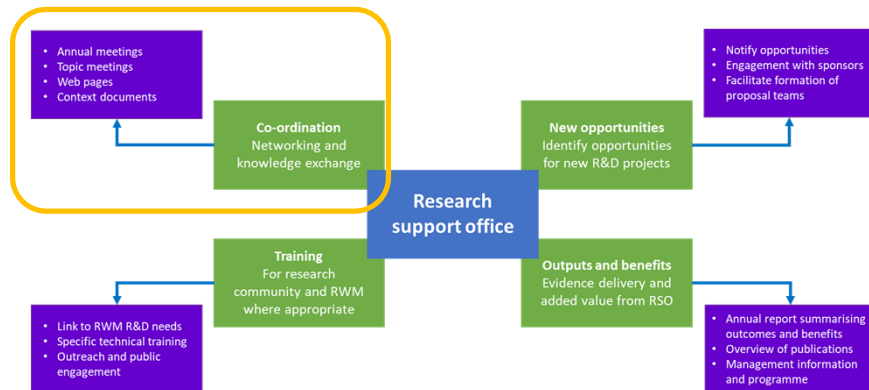 • Annual meetings
• Topic meetings
• Web pages
• Context documents
Co-ordination
Networking and
knowledge exchange
New opportunities
Identify opportunities
for new R&D projects
• Notify opportunities
• Engagement with sponsors
• Facilitate formation of
proposal teams
Research
support office
Training
For research
community and RWM
where appropriate
Outputs and benefits
Evidence delivery and
added value from RSO
• Link to RWM R&D needs
• Specific technical training
• Outreach and public
engagement
• Annual report summarising
outcomes and benefits
• Overview of publications
• Management information
and programme